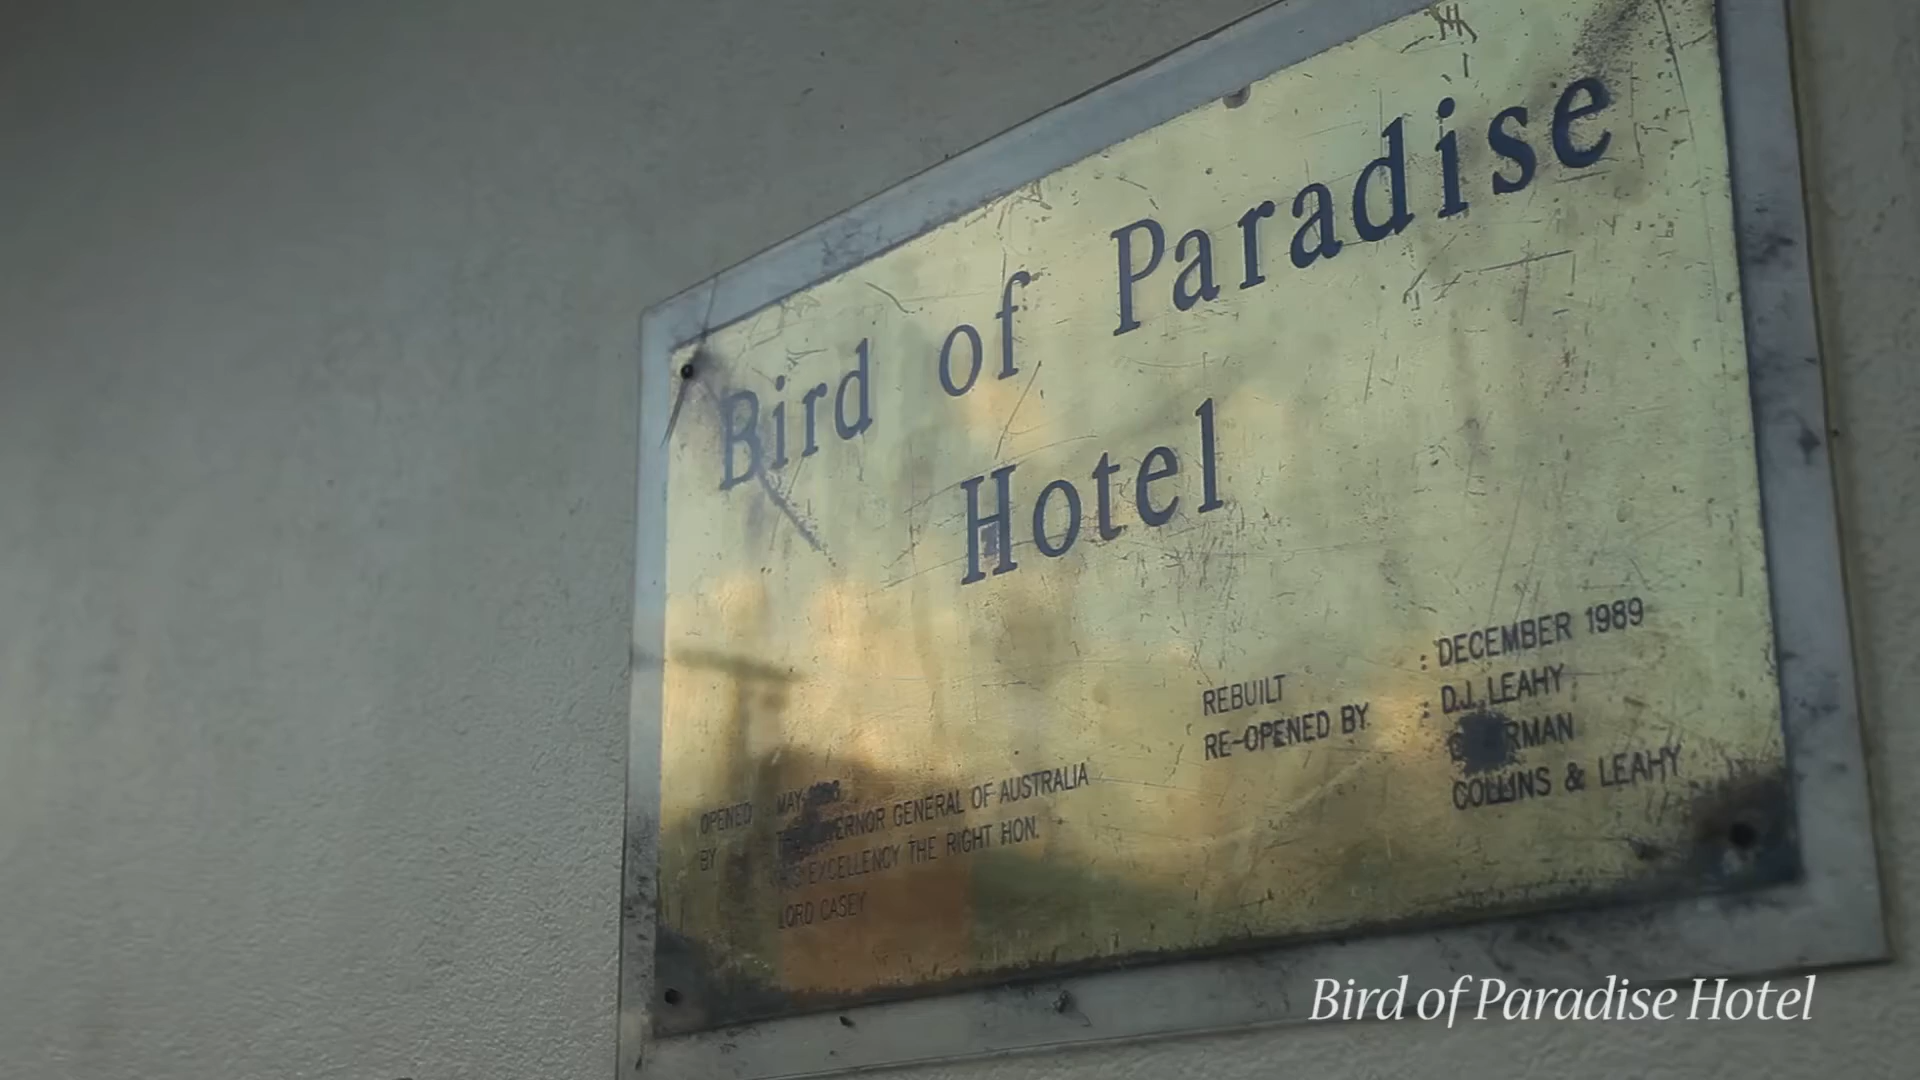 Bird of Paradise
Hotel
REBUILT : DECEMBER 1989
RE-OPENED BY : D.J. LEAHY
COLLINS & LEAHY
OPENED : MAY
BY GOVERNOR GENERAL OF AUSTRALIA
HIS EXCELLENCY THE RIGHT HON.
LORD CASEY
Bird of Paradise Hotel